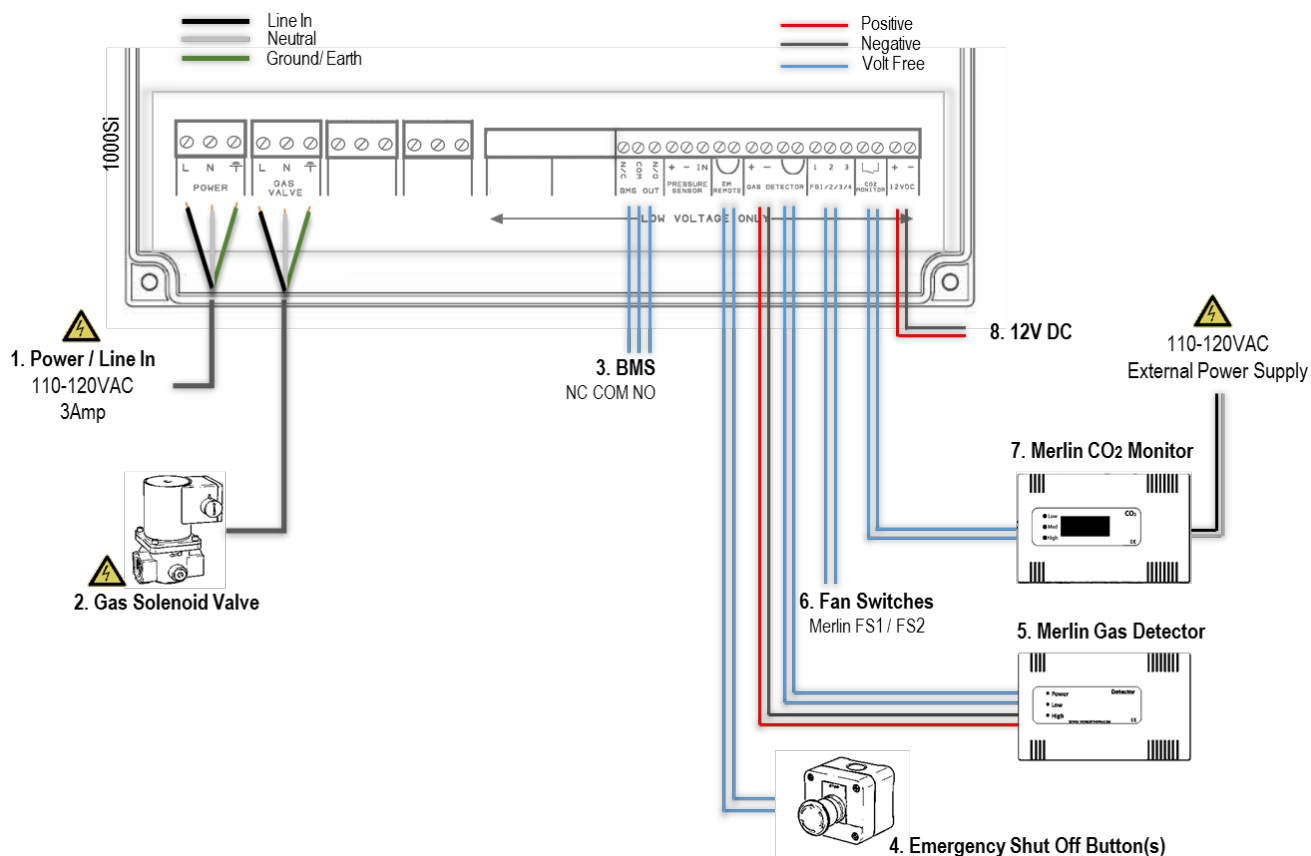 Line In
Neutral
Ground/ Earth
Positive
Negative
Volt Free
1000Si
L N
POWER
L N
GAS
VALVE
N/C COM N/O
BMS OUT
+ - IN
PRESSURE
SENSOR
EM
REMOTE
+ -
GAS DETECTOR
1 2 3
FS1/2/3/4
CO2
MONITOR
+ -
12VDC
LOW VOLTAGE ONLY
1. Power / Line In
110-120VAC
3Amp
2. Gas Solenoid Valve
3. BMS
NC COM NO
8. 12V DC
110-120VAC
External Power Supply
7. Merlin CO2 Monitor
Low
Med
High
CO2
CE
6. Fan Switches
Merlin FS1 / FS2
5. Merlin Gas Detector
Power
Low
High
Detector
CE
4. Emergency Shut Off Button(s)